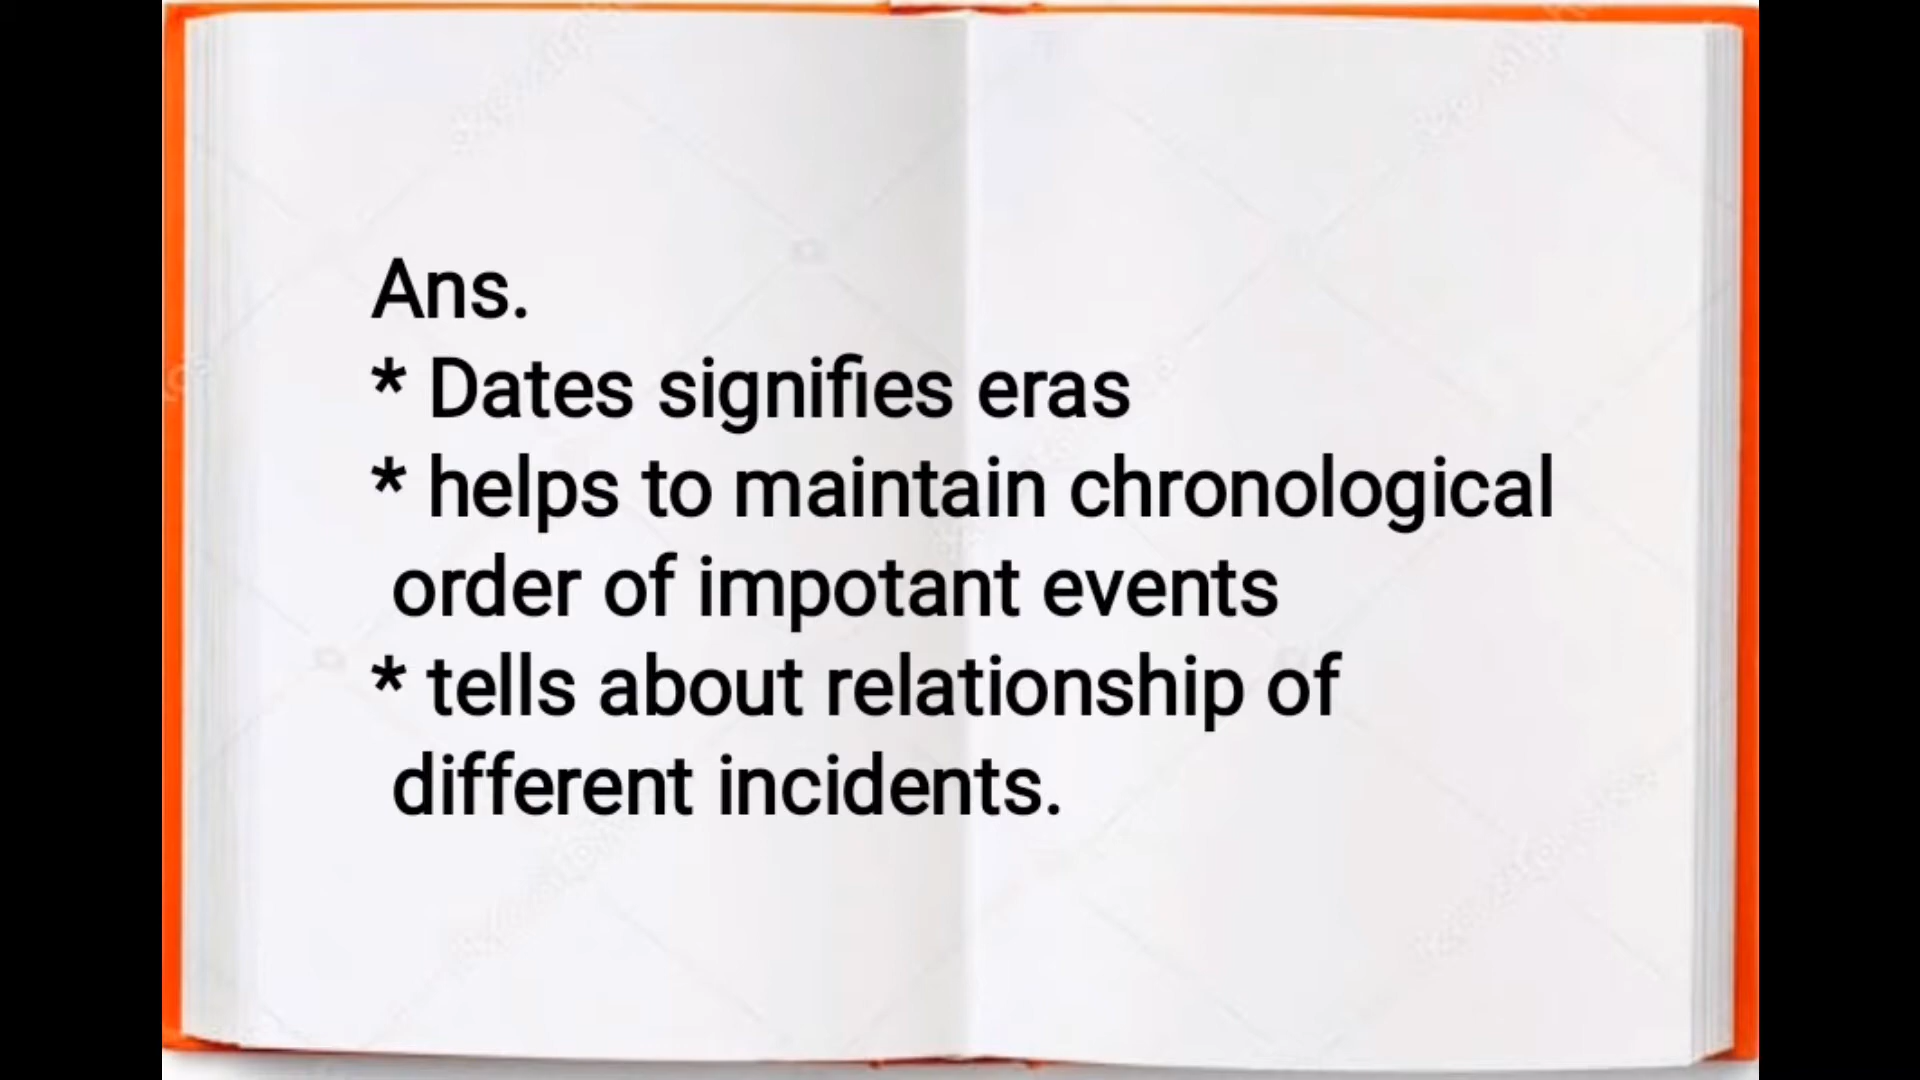 Ans.
* Dates signifies eras
* helps to maintain chronological
order of impotant events
* tells about relationship of
different incidents.